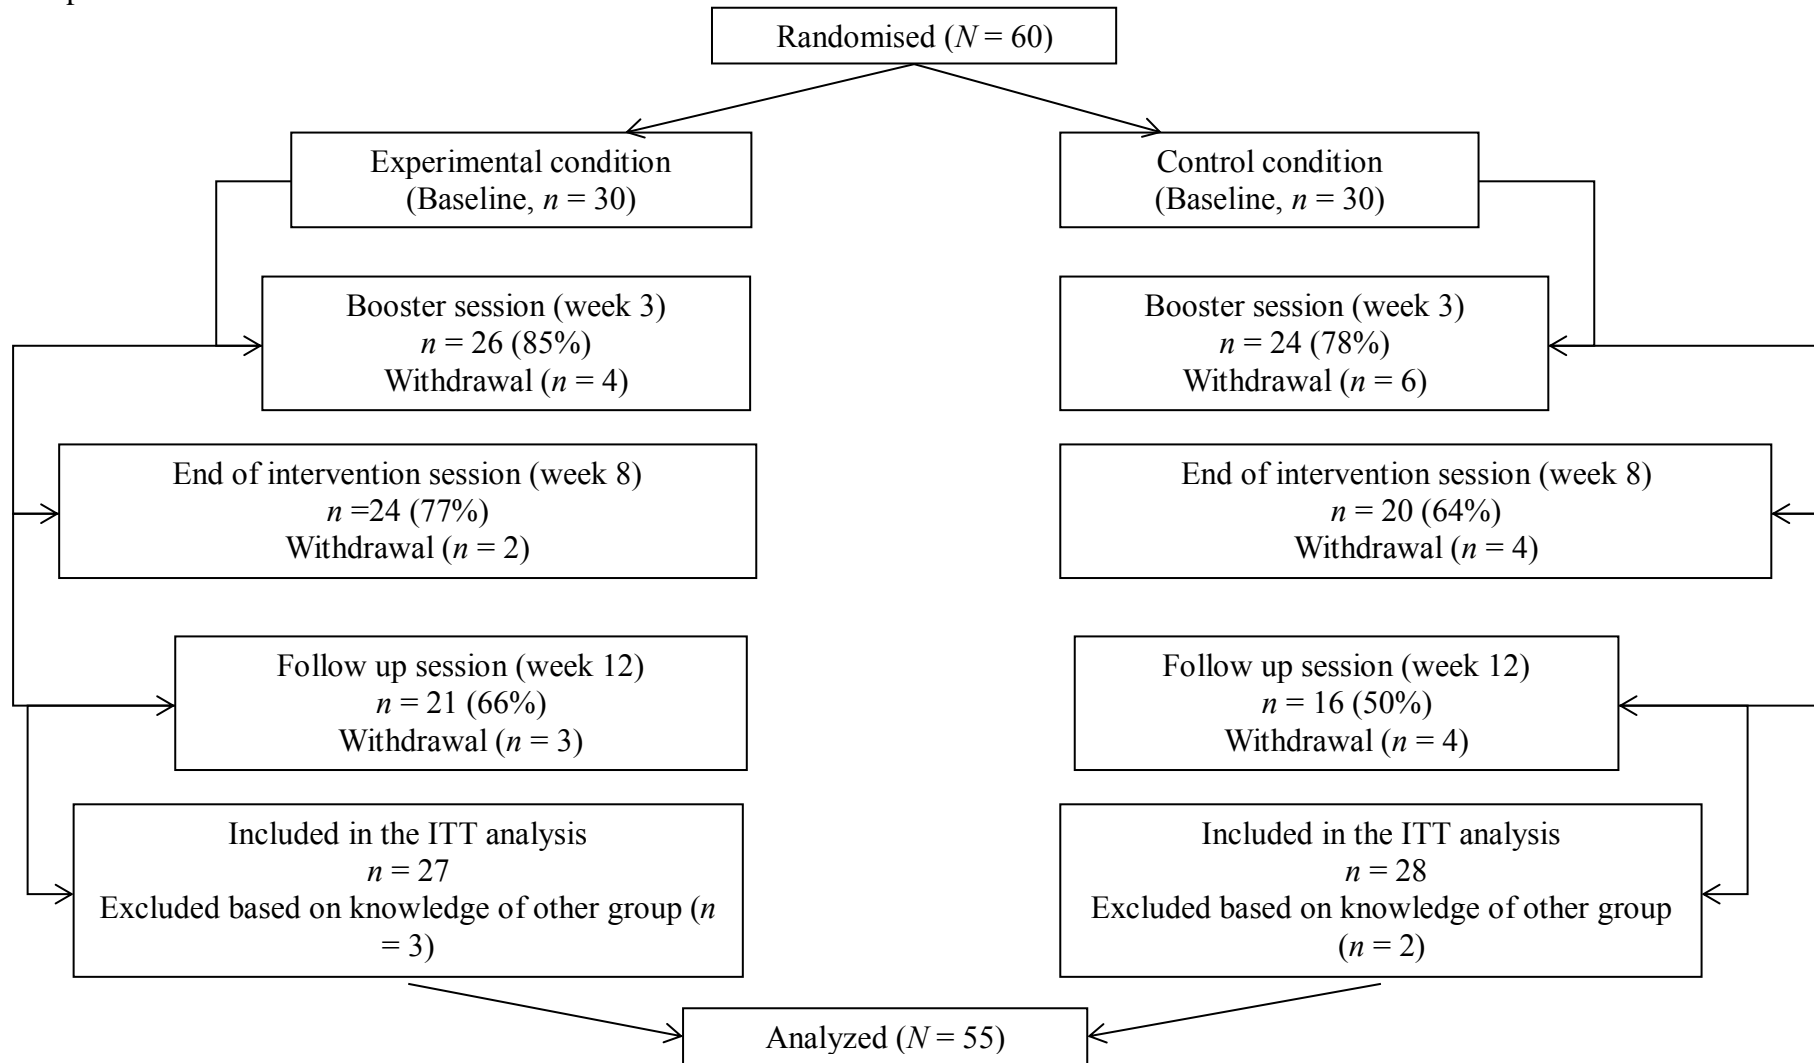 Randomised (N = 60)
Experimental condition
(Baseline, n = 30)
Control condition
(Baseline, n = 30)
Booster session (week 3)
n = 26 (85%)
Withdrawal (n = 4)
Booster session (week 3)
n = 24 (78%)
Withdrawal (n = 6)
End of intervention session (week 8)
n =24 (77%)
Withdrawal (n = 2)
End of intervention session (week 8)
n = 20 (64%)
Withdrawal (n = 4)
Follow up session (week 12)
n = 21 (66%)
Withdrawal (n = 3)
Follow up session (week 12)
n = 16 (50%)
Withdrawal (n = 4)
Included in the ITT analysis
n = 27
Excluded based on knowledge of other group (n
= 3)
Included in the ITT analysis
n = 28
Excluded based on knowledge of other group
(n = 2)
Analyzed (N = 55)